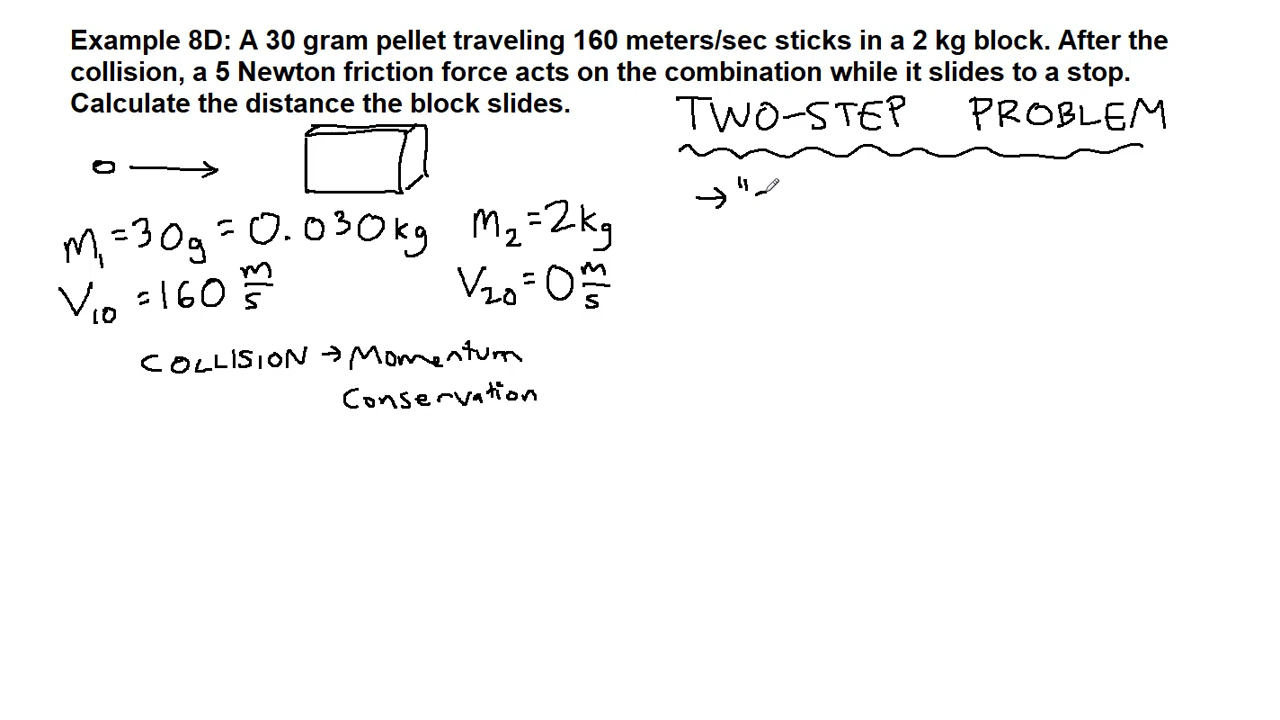 Example 8D: A 30 gram pellet traveling 160 meters/sec sticks in a 2 kg block. After the
collision, a 5 Newton friction force acts on the combination while it slides to a stop.
Calculate the distance the block slides.
TWO-STEP PROBLEM
→ "
m₁ = 30g = 0.030kg
V₁₀ = 160 m/s
m₂ = 2kg
V₂₀ = 0 m/s
COLLISION → Momentum
Conservation